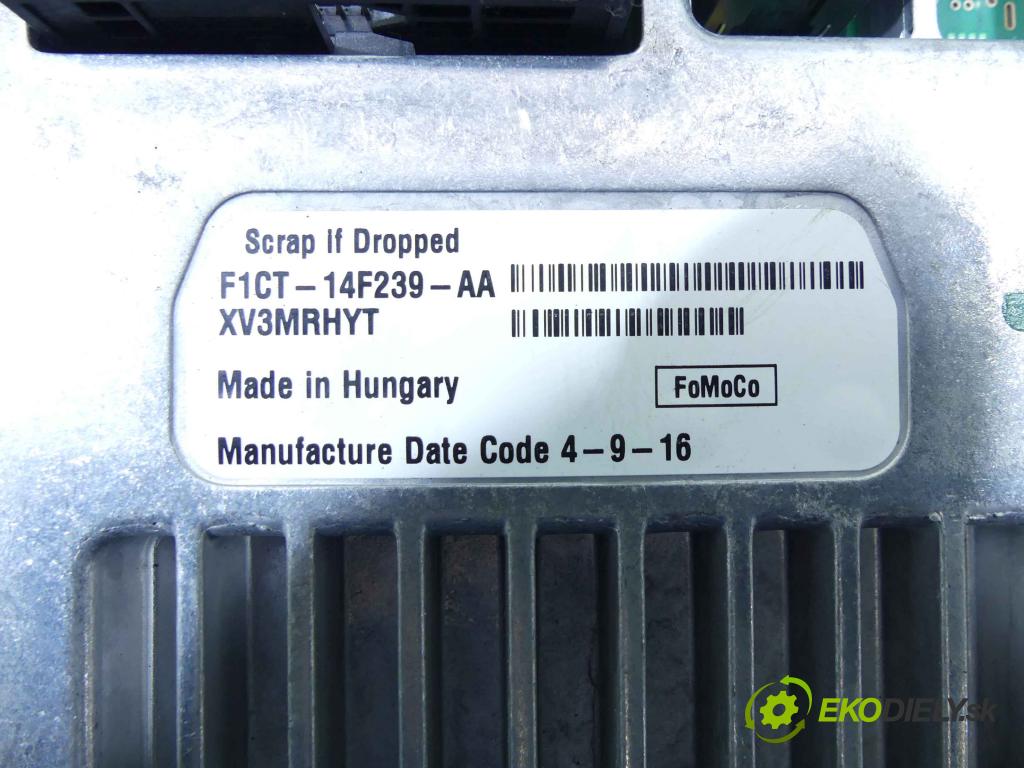 Scrap if Dropped
F1CT-14F239-AA
XV3MRHYT
Made in Hungary
FoMoCo
Manufacture Date Code 4-9-16
EKODIELY.sk